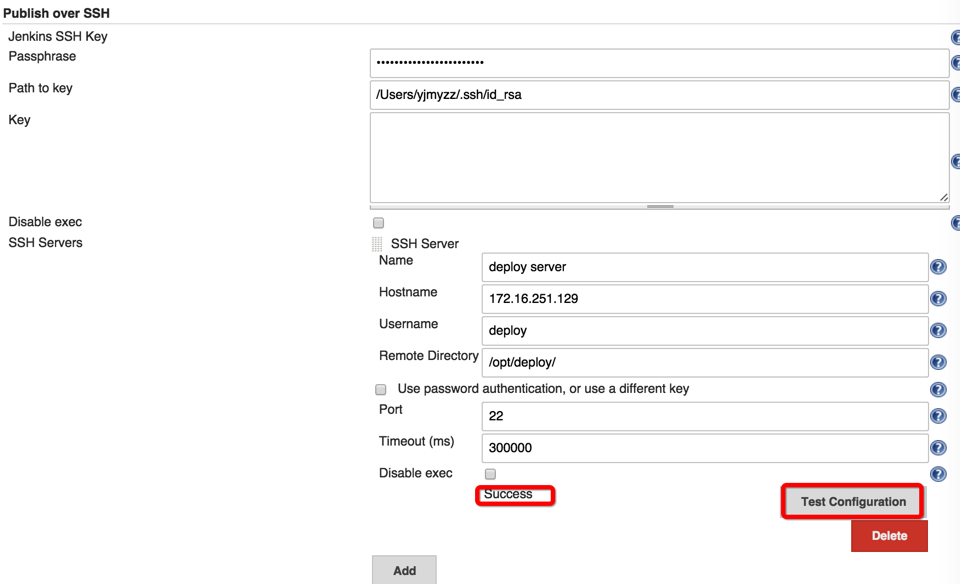 Publish over SSH
Jenkins SSH Key
Passphrase ••••••••••••••••••••••••
Path to key /Users/yjmyzz/.ssh/id_rsa
Key
Disable exec
SSH Servers SSH Server
Name deploy server
Hostname 172.16.251.129
Username deploy
Remote Directory /opt/deploy/
Use password authentication, or use a different key
Port 22
Timeout (ms) 300000
Disable exec
Success Test Configuration
Delete
Add